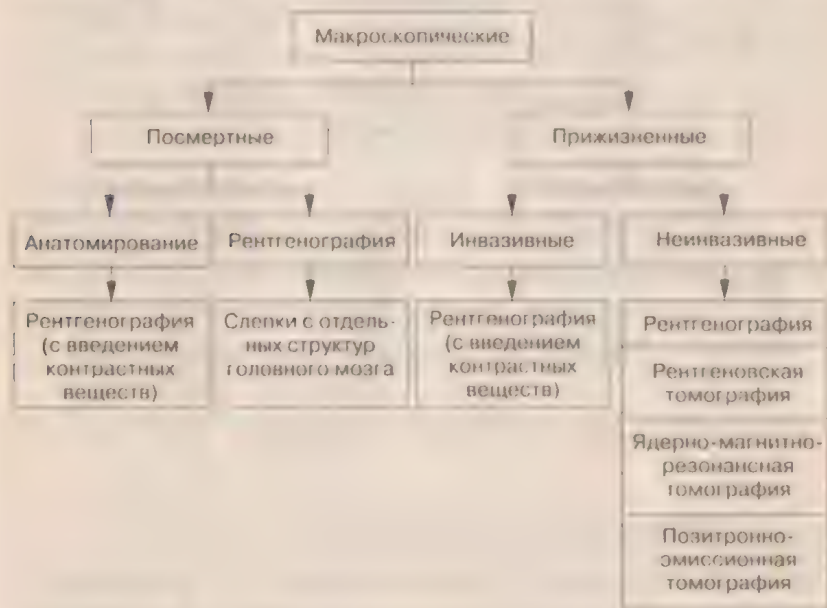 Макроскопические
Посмертные
Прижизненные
Анатомирование
Рентгенография
Инвазивные
Неинвазивные
Рентгенография
(с введением
контрастных
веществ)
Слепки с отдель-
ных структур
головного мозга
Рентгенография
(с введением
контрастных
веществ)
Рентгенография
Рентгеновская
томография
Ядерно-магнитно-
резонансная
томография
Позитронно-
эмиссионная
томография